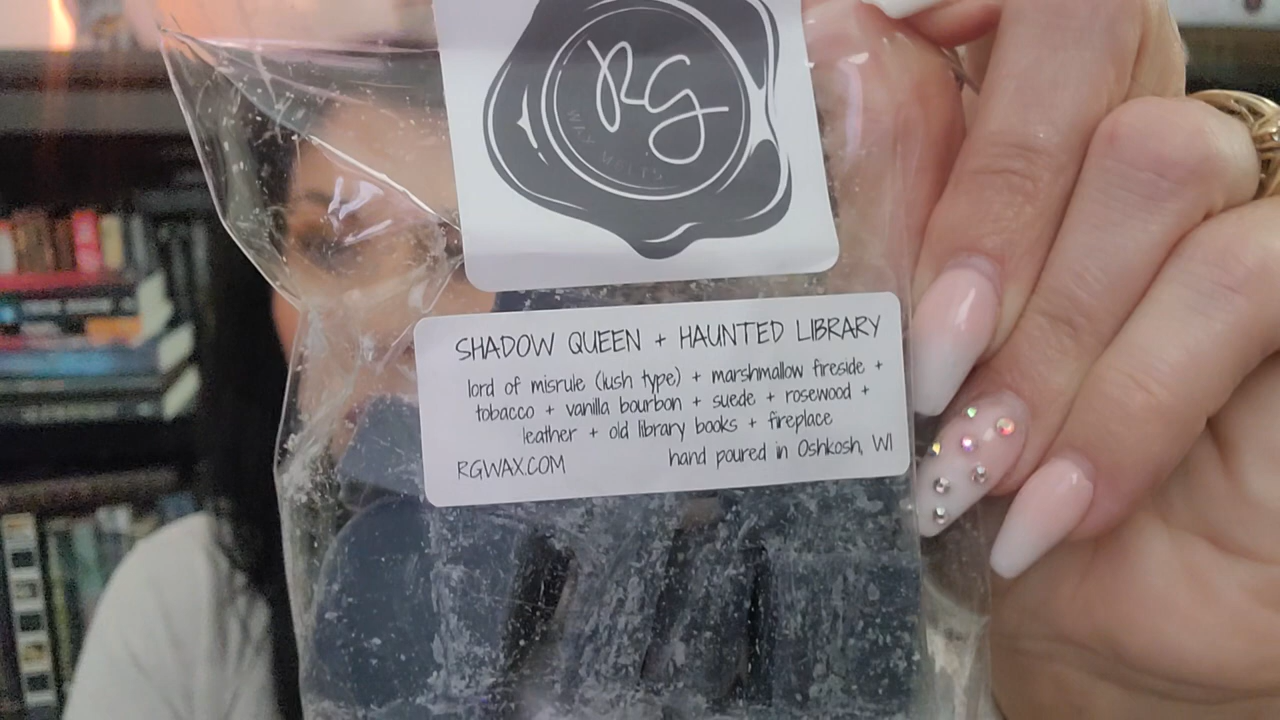 RG
WAX MELTS
SHADOW QUEEN + HAUNTED LIBRARY
lord of misrule (lush type) + marshmallow fireside +
tobacco + vanilla bourbon + suede + rosewood +
leather + old library books + fireplace
RGWAX.COM hand poured in Oshkosh, WI